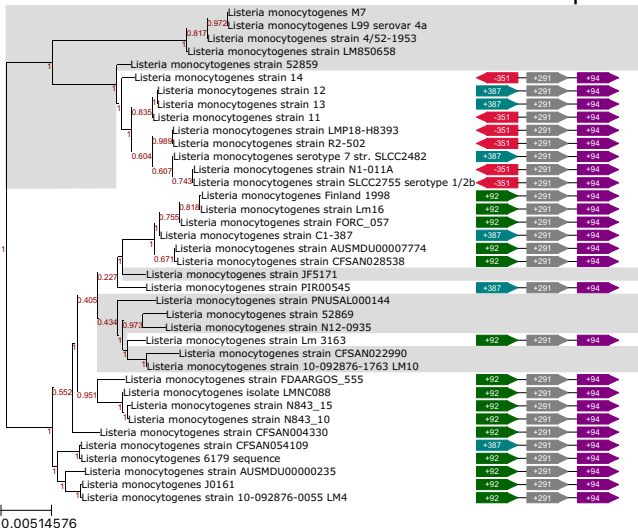 Listeria monocytogenes M7
0.972 Listeria monocytogenes L99 serovar 4a
0.817 Listeria monocytogenes strain 4/52-1953
Listeria monocytogenes strain LM850658
1 Listeria monocytogenes strain 52859
Listeria monocytogenes strain 14 -351 +291 +94
1 Listeria monocytogenes strain 12 +387 +291 +94
1 Listeria monocytogenes strain 13 +387 +291 +94
0.835 Listeria monocytogenes strain 11 -351 +291 +94
1 Listeria monocytogenes strain LMP18-H8393 -351 +291 +94
0.989 Listeria monocytogenes strain R2-502 -351 +291 +94
0.604 Listeria monocytogenes serotype 7 str. SLCC2482 +387 +291 +94
0.607 Listeria monocytogenes strain N1-011A -351 +291 +94
0.743 Listeria monocytogenes strain SLCC2755 serotype 1/2b -351 +291 +94
Listeria monocytogenes Finland 1998 +92 +291 +94
0.818 Listeria monocytogenes strain Lm16 +92 +291 +94
0.755 Listeria monocytogenes strain FORC_057 +92 +291 +94
1 Listeria monocytogenes strain C1-387 +387 +291 +94
1 Listeria monocytogenes strain AUSMDU00007774 +92 +291 +94
0.671 Listeria monocytogenes strain CFSAN028538 +92 +291 +94
0.227 Listeria monocytogenes strain JF5171
1 Listeria monocytogenes strain PIR00545 +387 +291 +94
0.405 Listeria monocytogenes strain PNUSAL000144
Listeria monocytogenes strain 52869
0.434 0.973 Listeria monocytogenes strain N12-0935
1 1 Listeria monocytogenes strain Lm 3163 +92 +291 +94
Listeria monocytogenes strain CFSAN022990
1 1 Listeria monocytogenes strain 10-092876-1763 LM10
Listeria monocytogenes strain FDAARGOS_555 +92 +291 +94
0.552 0.951 Listeria monocytogenes isolate LMNC088 +92 +291 +94
1 Listeria monocytogenes strain N843_15 +92 +291 +94
1 Listeria monocytogenes strain N843_10 +92 +291 +94
1 Listeria monocytogenes strain CFSAN004330 +92 +291 +94
Listeria monocytogenes strain CFSAN054109 +387 +291 +94
1 Listeria monocytogenes 6179 sequence +92 +291 +94
1 Listeria monocytogenes strain AUSMDU00000235 +92 +291 +94
1 Listeria monocytogenes J0161 +92 +291 +94
1 Listeria monocytogenes strain 10-092876-0055 LM4 +92 +291 +94
0.00514576